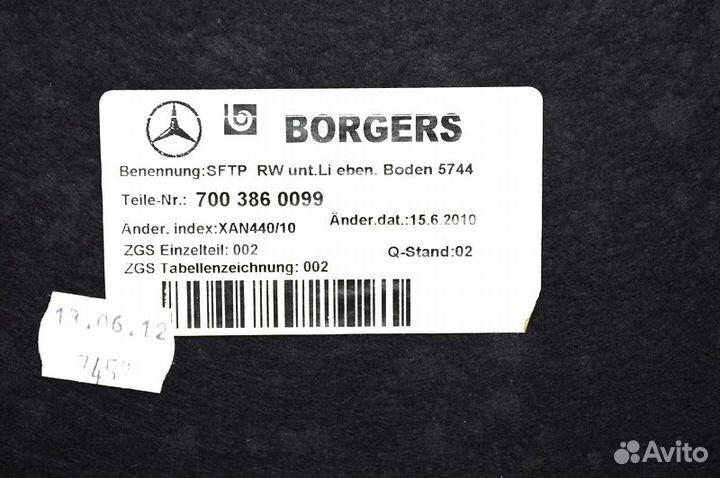 BORGERS
Benennung:SFTP RW unt.Li eben. Boden 5744
Teile-Nr.: 700 386 0099
Änder. index:XAN440/10 Änder.dat.:15.6.2010
ZGS Einzelteil: 002 Q-Stand:02
ZGS Tabellenzeichnung: 002
06.12
Avito